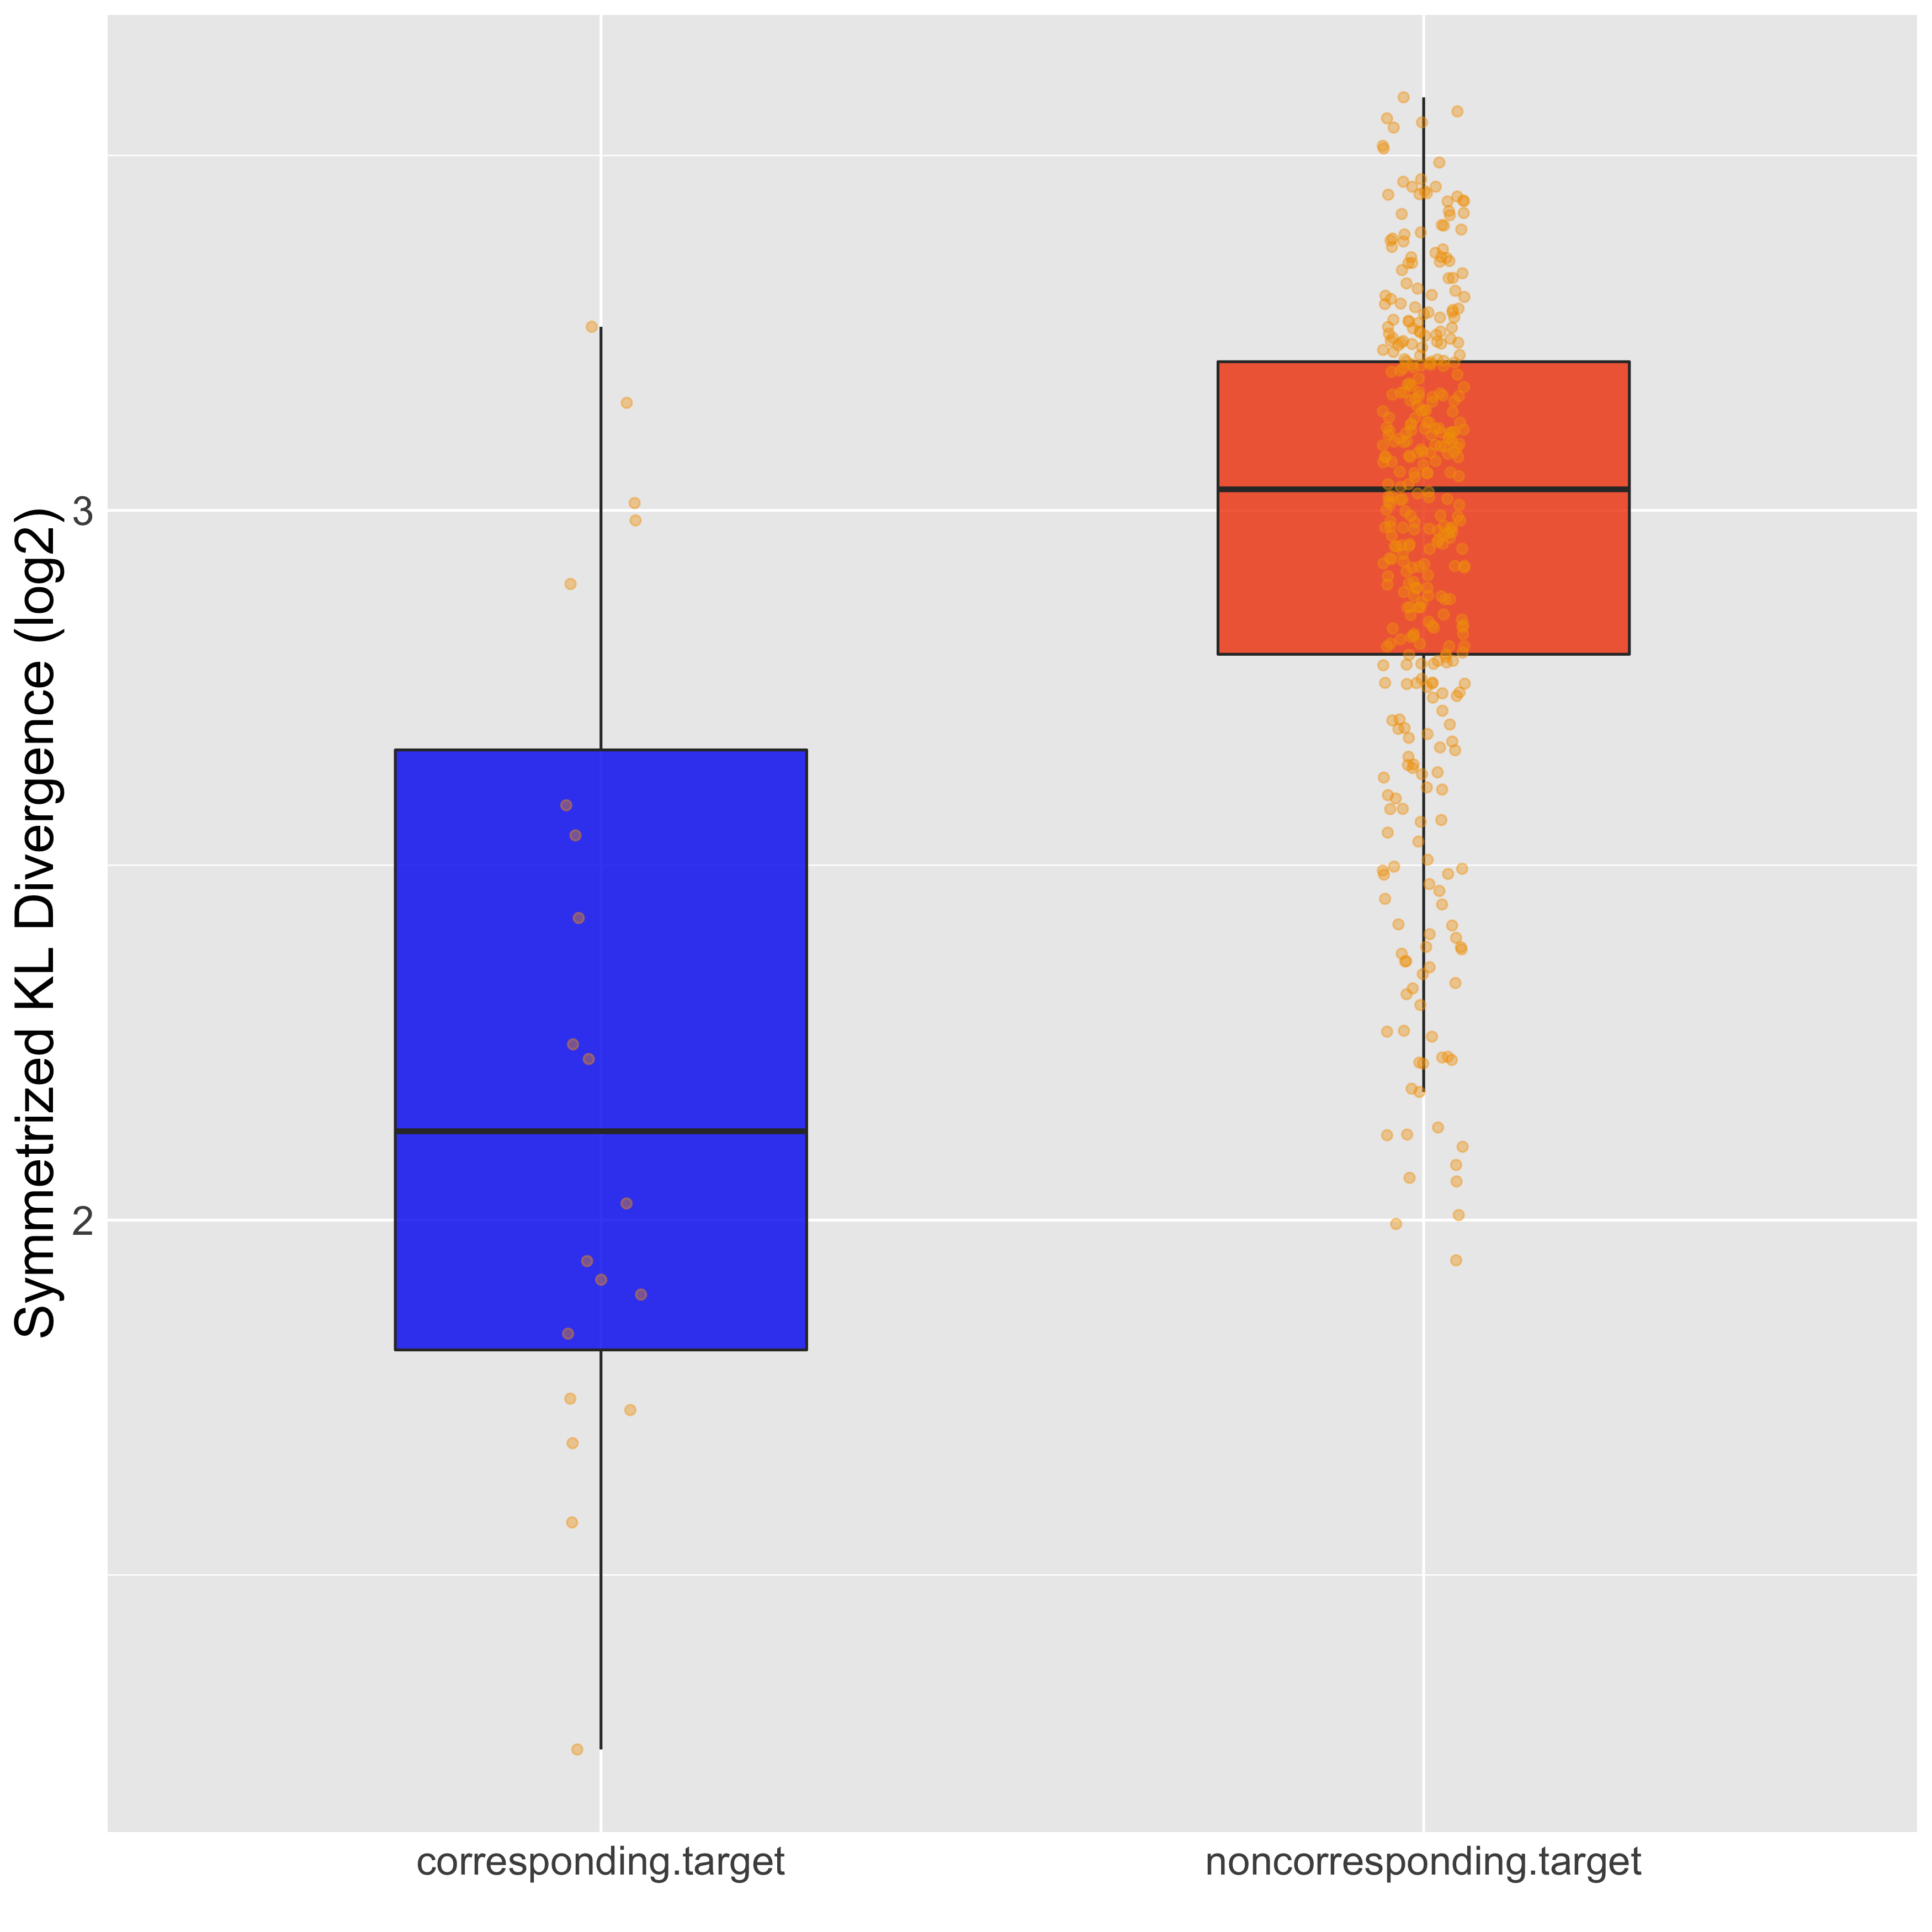 Symmetrized KL Divergence (log2)
3
2
corresponding.target
noncorresponding.target